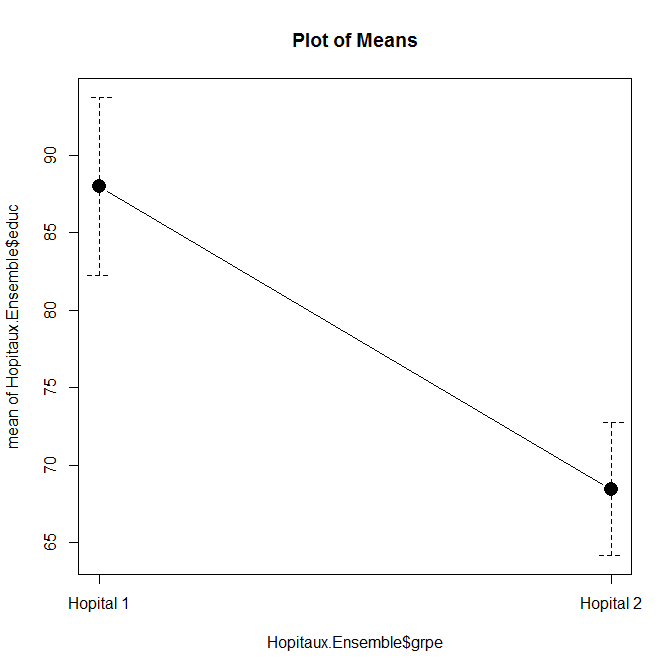 Plot of Means
mean of Hopitaux.Ensemble$educ
90
85
80
75
70
65
Hopital 1
Hopital 2
Hopitaux.Ensemble$grpe